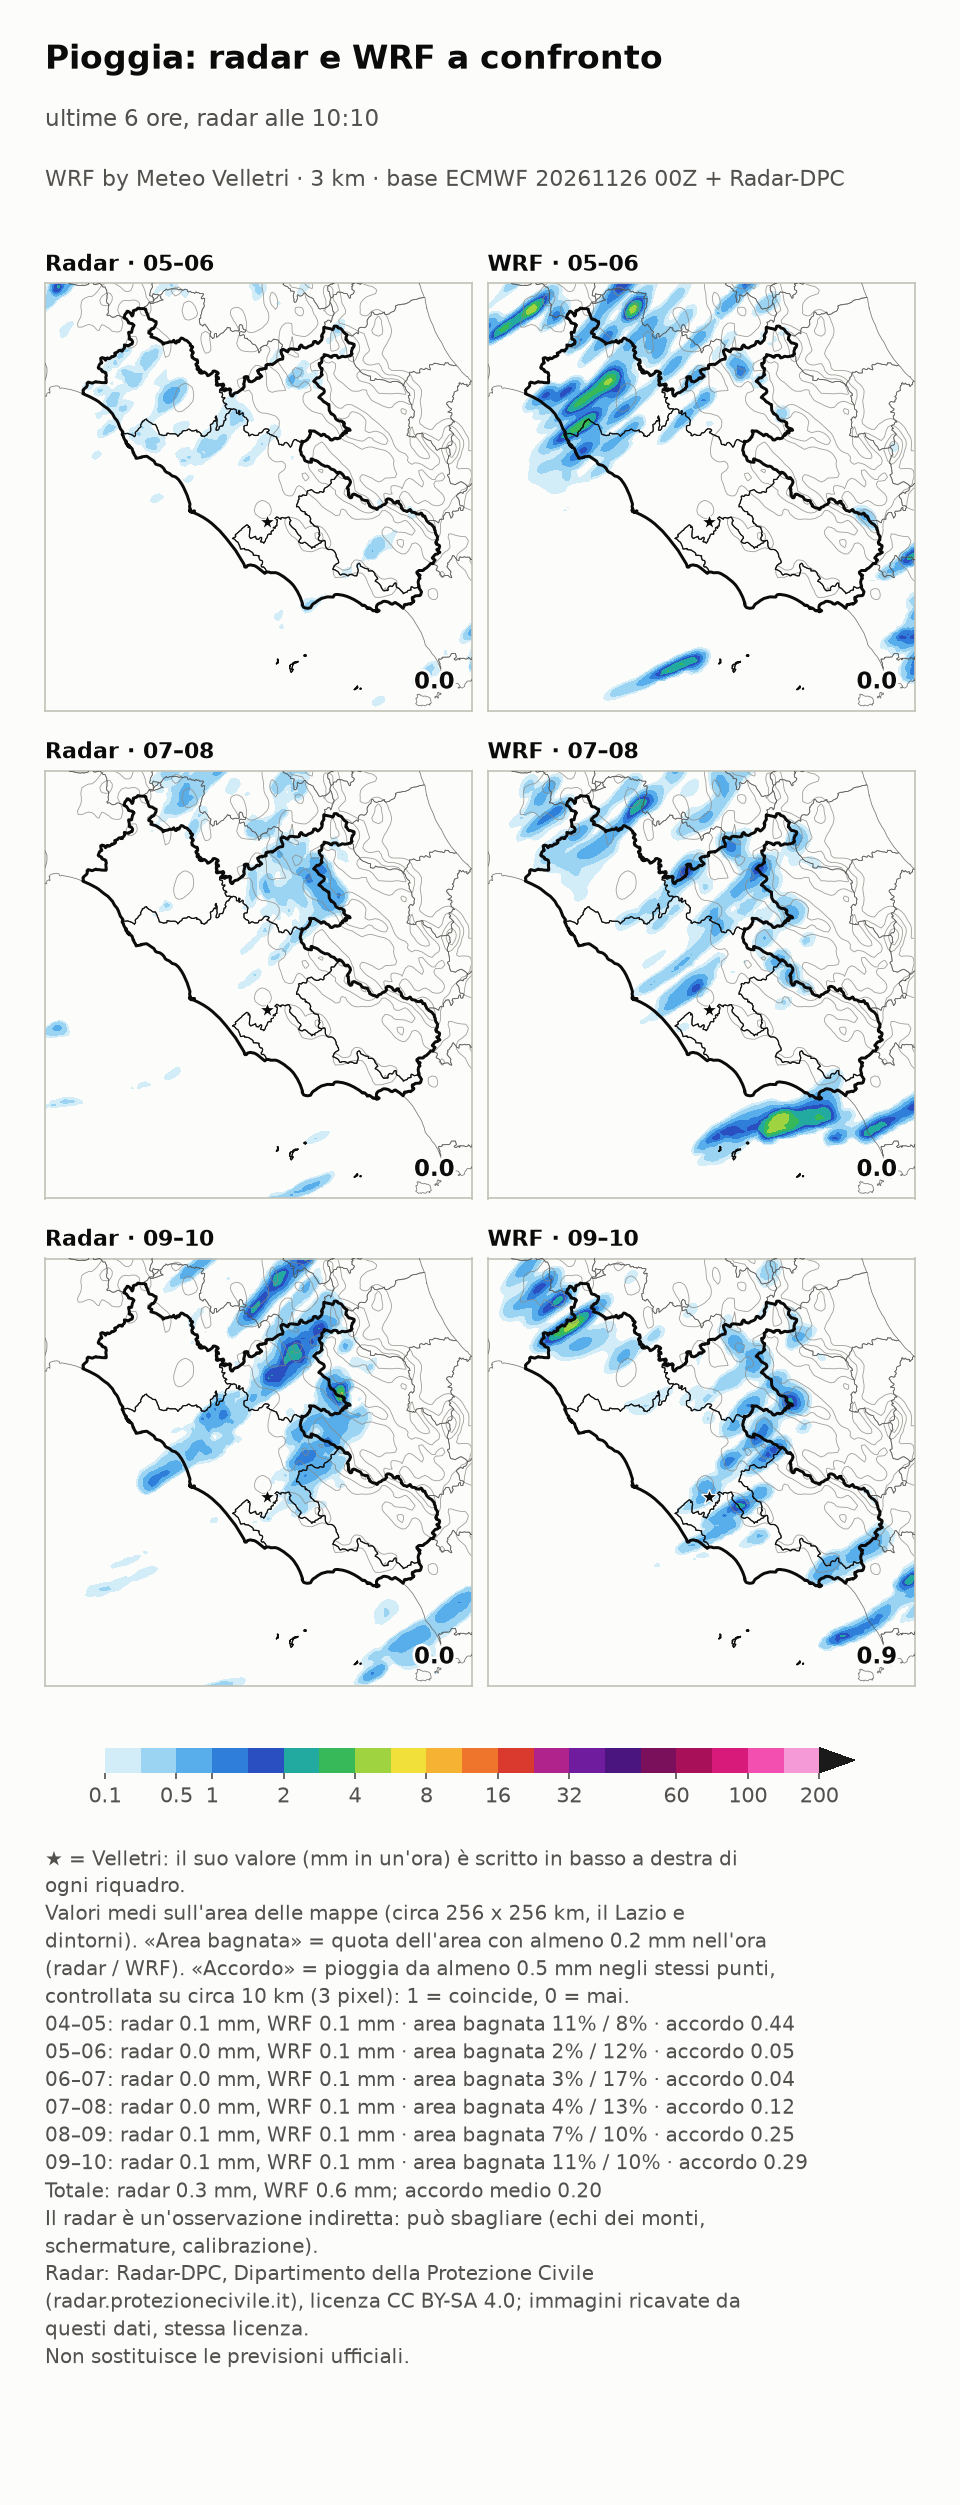 Pioggia: radar e WRF a confronto
ultime 6 ore, radar alle 10:10
WRF by Meteo Velletri · 3 km · base ECMWF 20261126 00Z + Radar-DPC
Radar · 05–06
WRF · 05–06
0.0
0.0
Radar · 07–08
WRF · 07–08
0.0
0.0
Radar · 09–10
WRF · 09–10
0.0
0.9
0.1 0.5 1 2 4 8 16 32 60 100 200
★ = Velletri: il suo valore (mm in un'ora) è scritto in basso a destra di
ogni riquadro.
Valori medi sull'area delle mappe (circa 256 x 256 km, il Lazio e
dintorni). «Area bagnata» = quota dell'area con almeno 0.2 mm nell'ora
(radar / WRF). «Accordo» = pioggia da almeno 0.5 mm negli stessi punti,
controllata su circa 10 km (3 pixel): 1 = coincide, 0 = mai.
04–05: radar 0.1 mm, WRF 0.1 mm · area bagnata 11% / 8% · accordo 0.44
05–06: radar 0.0 mm, WRF 0.1 mm · area bagnata 2% / 12% · accordo 0.05
06–07: radar 0.0 mm, WRF 0.1 mm · area bagnata 3% / 17% · accordo 0.04
07–08: radar 0.0 mm, WRF 0.1 mm · area bagnata 4% / 13% · accordo 0.12
08–09: radar 0.1 mm, WRF 0.1 mm · area bagnata 7% / 10% · accordo 0.25
09–10: radar 0.1 mm, WRF 0.1 mm · area bagnata 11% / 10% · accordo 0.29
Totale: radar 0.3 mm, WRF 0.6 mm; accordo medio 0.20
Il radar è un'osservazione indiretta: può sbagliare (echi dei monti,
schermature, calibrazione).
Radar: Radar-DPC, Dipartimento della Protezione Civile
(radar.protezionecivile.it), licenza CC BY-SA 4.0; immagini ricavate da
questi dati, stessa licenza.
Non sostituisce le previsioni ufficiali.